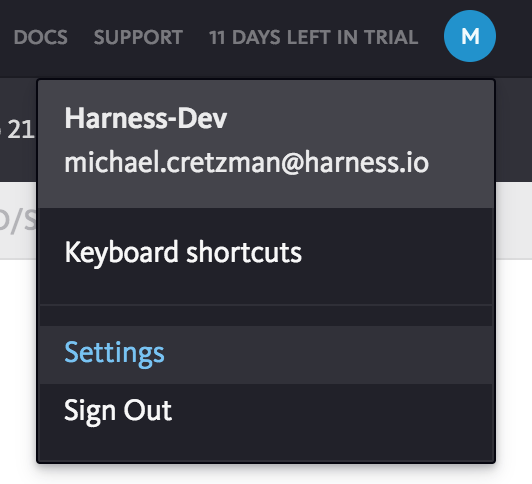 DOCS SUPPORT 11 DAYS LEFT IN TRIAL M
Harness-Dev
21
michael.cretzman@harness.io
Keyboard shortcuts
Settings
Sign Out